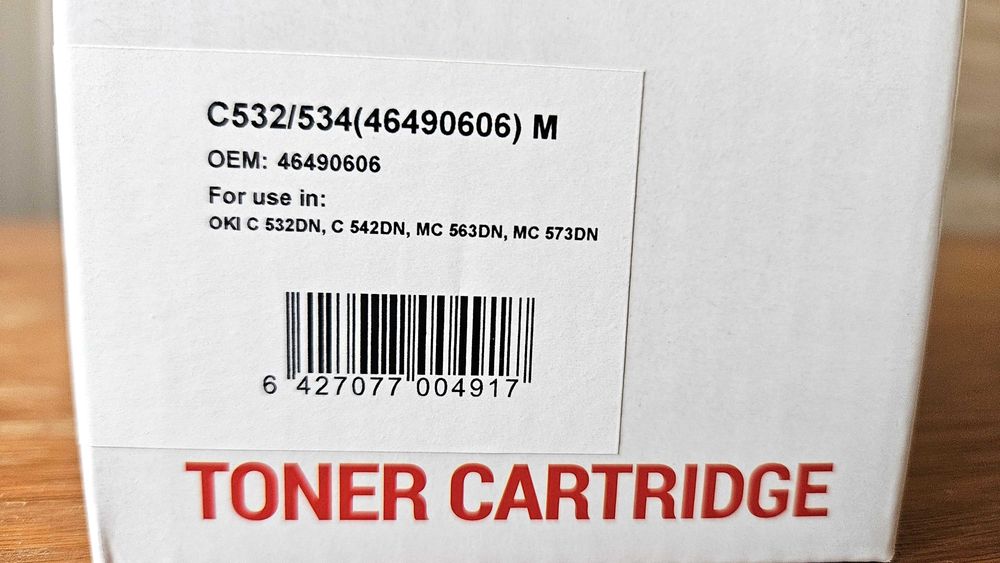 C532/534(46490606) M
OEM: 46490606
For use in:
OKI C 532DN, C 542DN, MC 563DN, MC 573DN
6 427077 004917
TONER CARTRIDGE